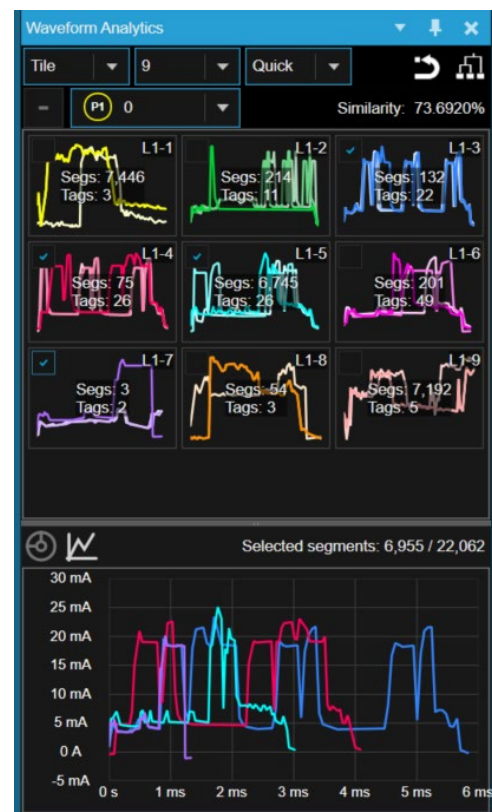 Waveform Analytics
Tile 9 Quick
P1 0 Similarity: 73.6920%
L1-1 L1-2 L1-3
Segs: 7,446 Segs: 214 Segs: 132
Tags: 3 Tags: 11 Tags: 22
L1-4 L1-5 L1-6
Segs: 75 Segs: 6,745 Segs: 201
Tags: 26 Tags: 26 Tags: 49
L1-7 L1-8 L1-9
Segs: 3 Segs: 54 Segs: 7,192
Tags: 2 Tags: 3 Tags: 5
Selected segments: 6,955 / 22,062
30 mA
25 mA
20 mA
15 mA
10 mA
5 mA
0 A
-5 mA
0 s 1 ms 2 ms 3 ms 4 ms 5 ms 6 ms